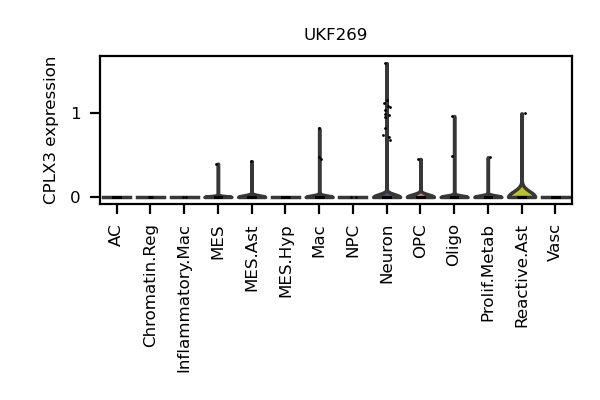 UKF269
CPLX3 expression
1
0
AC
Chromatin.Reg
Inflammatory.Mac
MES
MES.Ast
MES.Hyp
Mac
NPC
Neuron
OPC
Oligo
Prolif.Metab
Reactive.Ast
Vasc